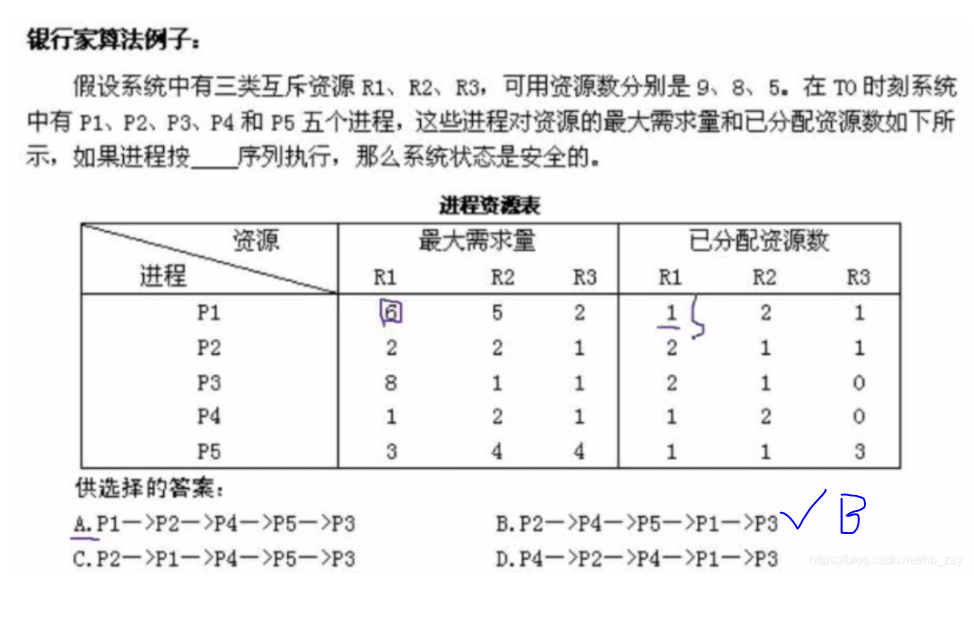 银行家算法例子：
假设系统中有三类互斥资源 R1、R2、R3，可用资源数分别是 9、8、5。在 T0 时刻系统
中有 P1、P2、P3、P4 和 P5 五个进程，这些进程对资源的最大需求量和已分配资源数如下所
示，如果进程按____序列执行，那么系统状态是安全的。
进程资源表
资源 最大需求量 已分配资源数
进程 R1 R2 R3 R1 R2 R3
P1 6 5 2 1 2 1
P2 2 2 1 2 1 1
P3 8 1 1 2 1 0
P4 1 2 1 1 2 0
P5 3 4 4 1 1 3
供选择的答案：
A.P1—>P2—>P4—>P5—>P3 B.P2—>P4—>P5—>P1—>P3 ✓ B
C.P2—>P1—>P4—>P5—>P3 D.P4—>P2—>P4—>P1—>P3
https://blog.csdn.net/nb_zsy